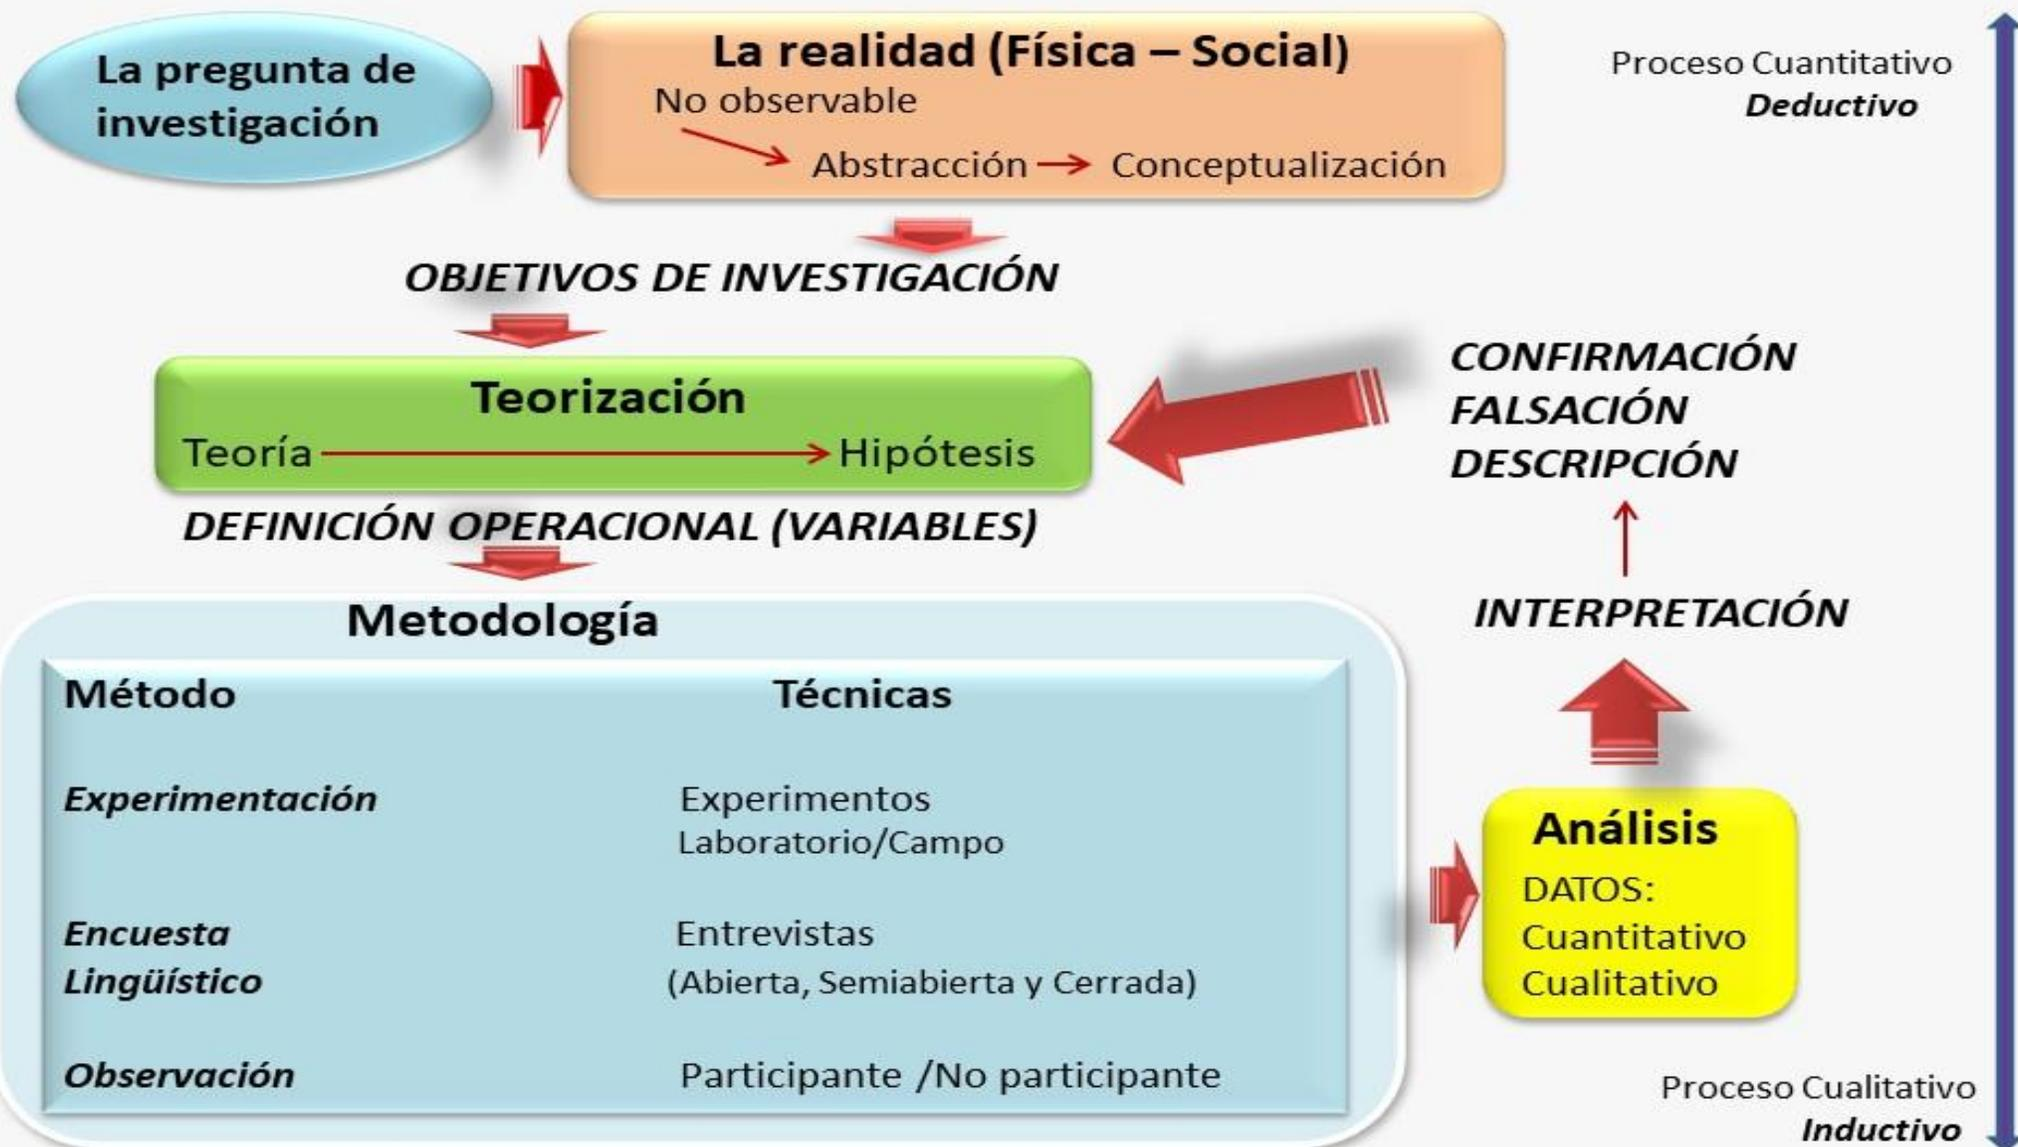 La pregunta de
investigación
La realidad (Física – Social)
No observable
Abstracción
Conceptualización
Proceso Cuantitativo
Deductivo
OBJETIVOS DE INVESTIGACIÓN
Teorización
Teoría
Hipótesis
CONFIRMACIÓN
FALSACIÓN
DESCRIPCIÓN
DEFINICIÓN OPERACIONAL (VARIABLES)
INTERPRETACIÓN
Metodología
Método
Técnicas
Experimentación
Experimentos
Laboratorio/Campo
Encuesta
Entrevistas
Lingüístico
(Abierta, Semiabierta y Cerrada)
Observación
Participante /No participante
Análisis
DATOS:
Cuantitativo
Cualitativo
Proceso Cualitativo
Inductivo